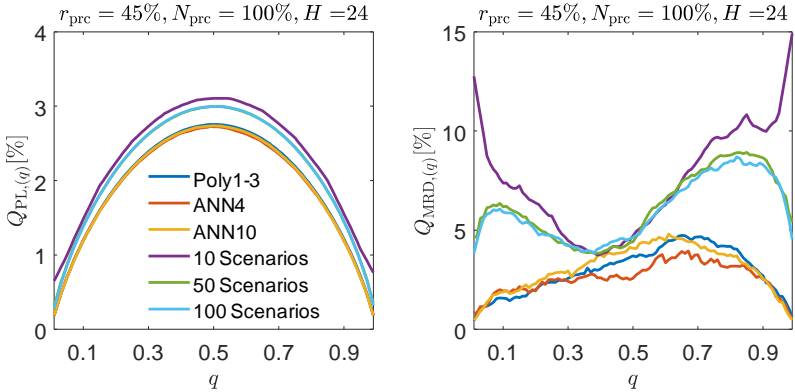 r_prc = 45%, N_prc = 100%, H =24
4
3
2
1
0
Q_PL,(q)[%]
Poly1-3
ANN4
ANN10
10 Scenarios
50 Scenarios
100 Scenarios
0.1 0.3 0.5 0.7 0.9
q
r_prc = 45%, N_prc = 100%, H =24
15
10
5
0
Q_MRD,(q)[%]
0.1 0.3 0.5 0.7 0.9
q